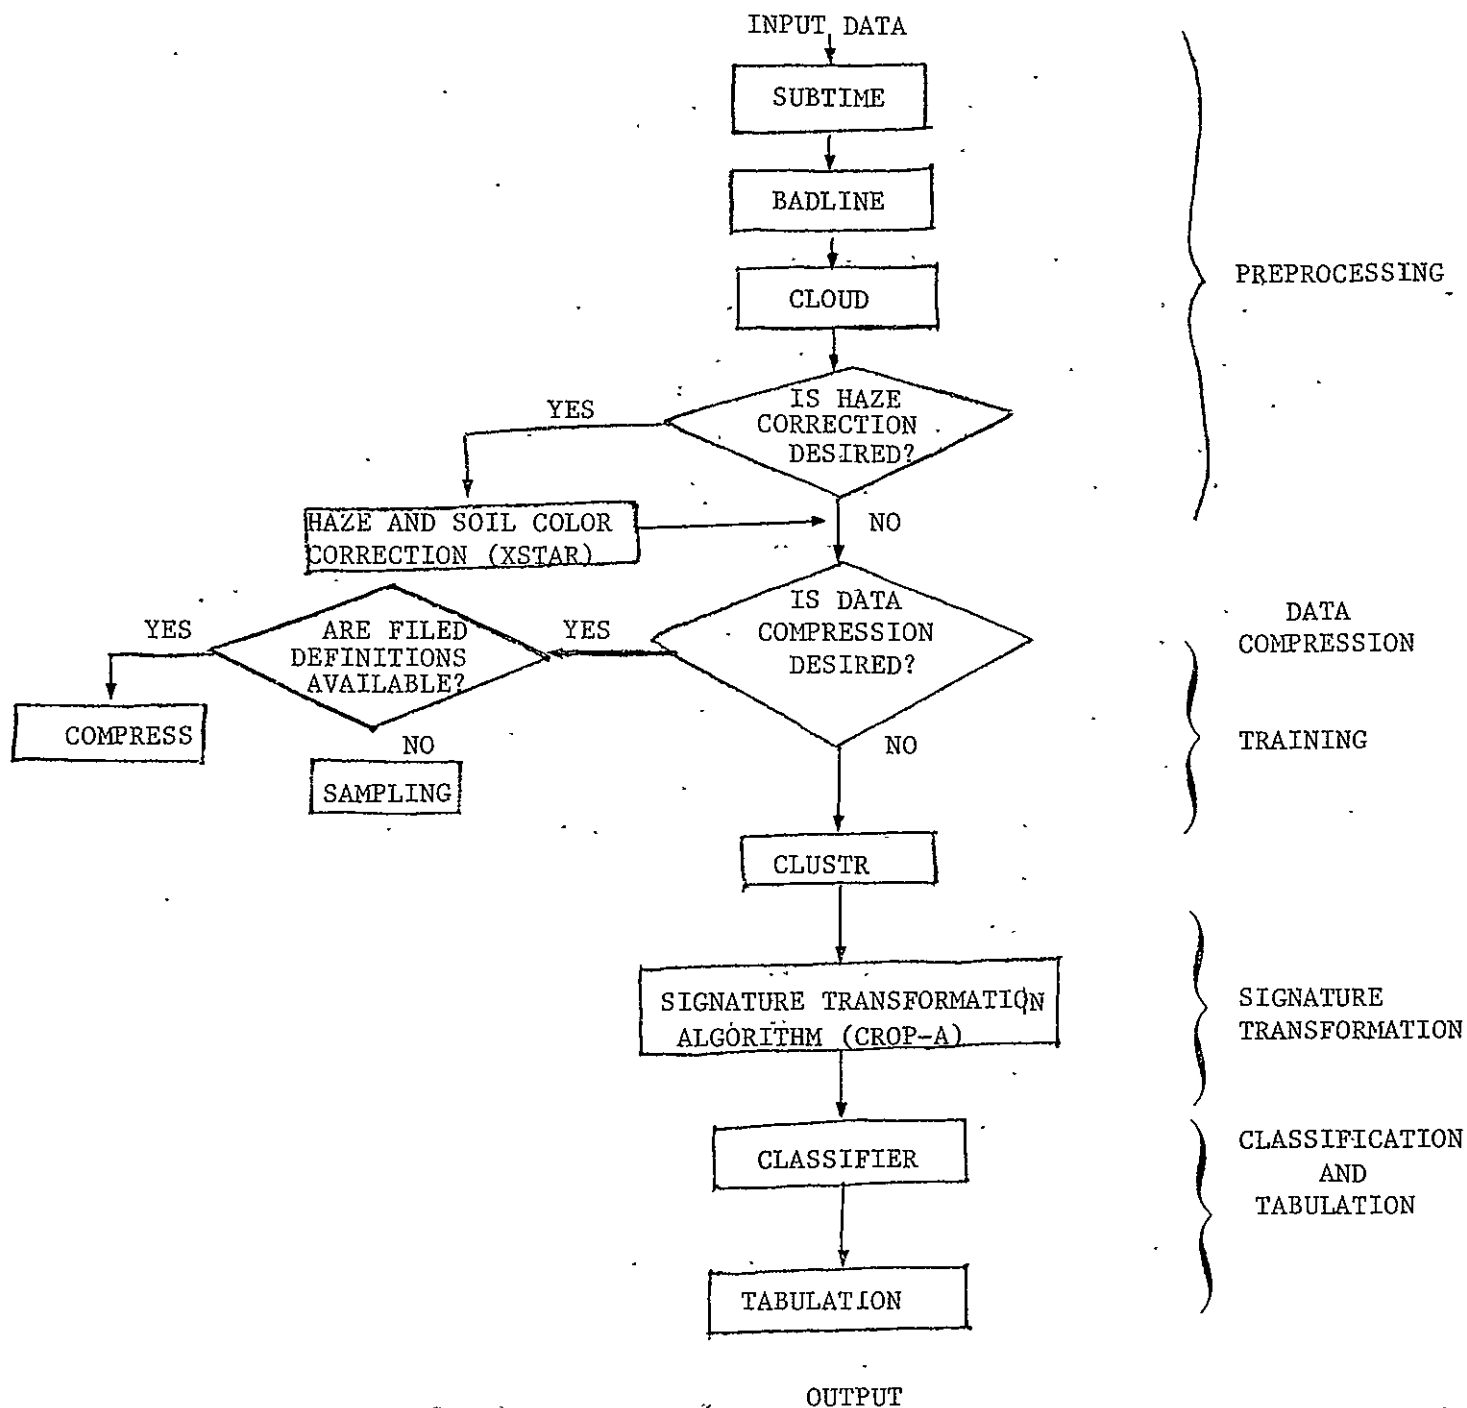 INPUT DATA
SUBTIME
BADLINE
CLOUD
PREPROCESSING
IS HAZE
CORRECTION
DESIRED?
YES
NO
HAZE AND SOIL COLOR
CORRECTION (XSTAR)
IS DATA
COMPRESSION
DESIRED?
YES
NO
ARE FILED
DEFINITIONS
AVAILABLE?
YES
NO
COMPRESS
SAMPLING
DATA
COMPRESSION
TRAINING
CLUSTR
SIGNATURE TRANSFORMATION
ALGORITHM (CROP-A)
SIGNATURE
TRANSFORMATION
CLASSIFIER
CLASSIFICATION
AND
TABULATION
TABULATION
OUTPUT